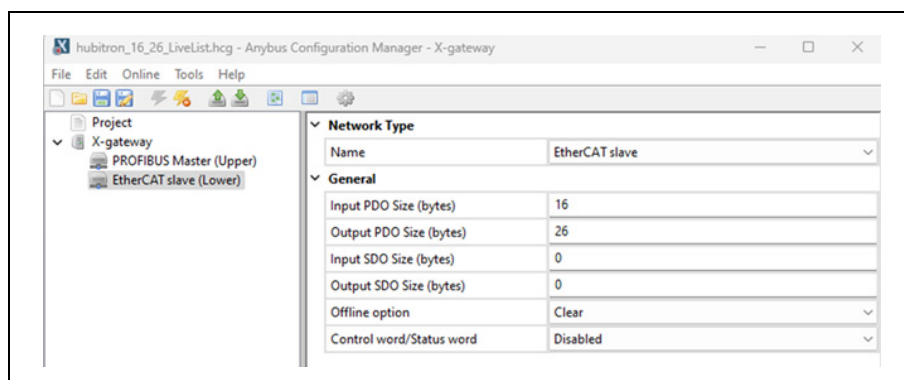 hubitron_16_26_LiveList.hcg - Anybus Configuration Manager - X-gateway
File Edit Online Tools Help
Project
X-gateway
PROFIBUS Master (Upper)
EtherCAT slave (Lower)
Network Type
Name EtherCAT slave
General
Input PDO Size (bytes) 16
Output PDO Size (bytes) 26
Input SDO Size (bytes) 0
Output SDO Size (bytes) 0
Offline option Clear
Control word/Status word Disabled